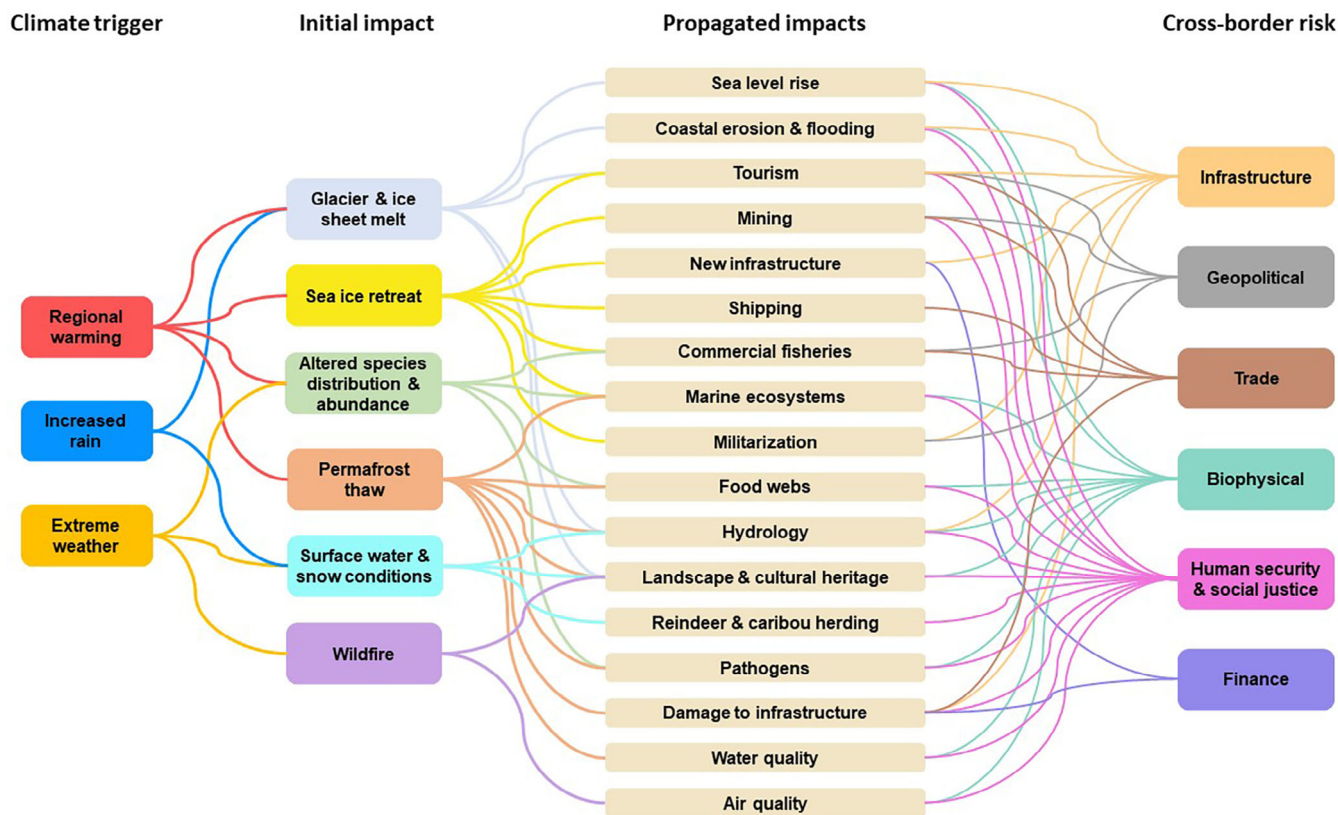 Climate trigger
Initial impact
Propagated impacts
Cross-border risk
Regional
warming
Increased
rain
Extreme
weather
Glacier & ice
sheet melt
Sea ice retreat
Altered species
distribution &
abundance
Permafrost
thaw
Surface water &
snow conditions
Wildfire
Sea level rise
Coastal erosion & flooding
Tourism
Mining
New infrastructure
Shipping
Commercial fisheries
Marine ecosystems
Militarization
Food webs
Hydrology
Landscape & cultural heritage
Reindeer & caribou herding
Pathogens
Damage to infrastructure
Water quality
Air quality
Infrastructure
Geopolitical
Trade
Biophysical
Human security
& social justice
Finance